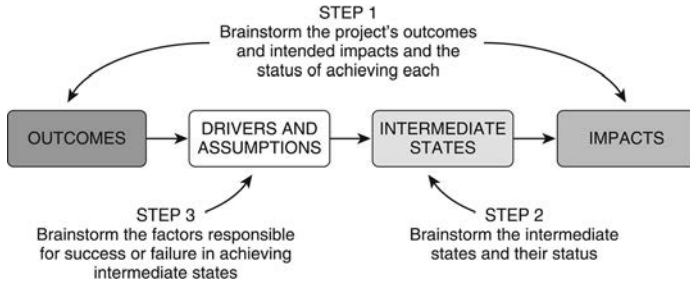 STEP 1
Brainstorm the project's outcomes
and intended impacts and the
status of achieving each
OUTCOMES
DRIVERS AND
ASSUMPTIONS
INTERMEDIATE
STATES
IMPACTS
STEP 3
Brainstorm the factors responsible
for success or failure in achieving
intermediate states
STEP 2
Brainstorm the intermediate
states and their status